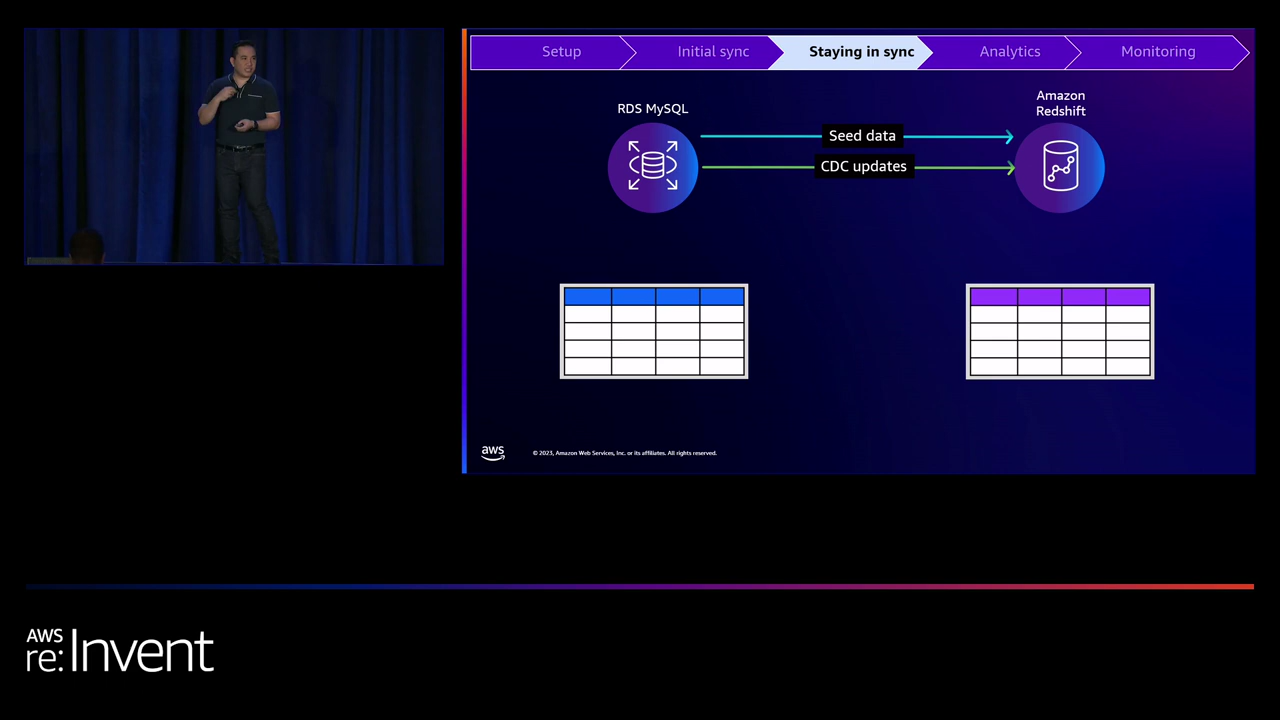 Setup
Initial sync
Staying in sync
Analytics
Monitoring
RDS MySQL
Amazon
Redshift
Seed data
CDC updates
aws
© 2023, Amazon Web Services, Inc. or its affiliates. All rights reserved.
AWS
re:Invent